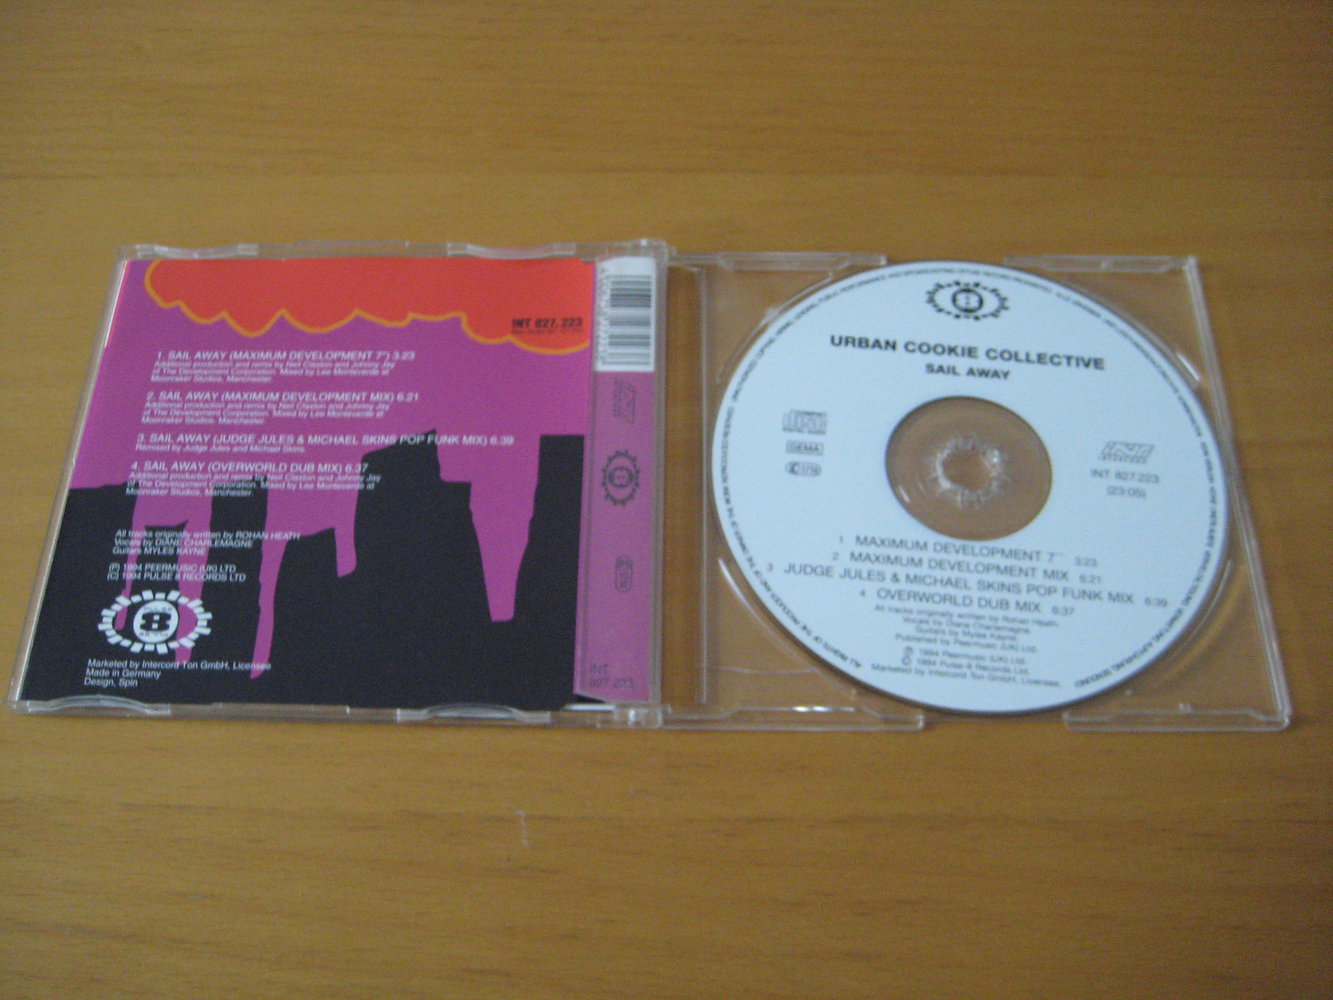 INT 827. 223
1. SAIL AWAY (MAXIMUM DEVELOPMENT 7") 3.23
Additional production and remix by Neil Claxton and Johnny Jay
of The Development Corporation. Mixed by Lee Monteverde at
Moonraker Studios, Manchester.
2. SAIL AWAY (MAXIMUM DEVELOPMENT MIX) 6.21
Additional production and remix by Neil Claxton and Johnny Jay
of The Development Corporation. Mixed by Lee Monteverde at
Moonraker Studios, Manchester.
3. SAIL AWAY (JUDGE JULES & MICHAEL SKINS POP FUNK MIX) 6.39
Remixed by Judge Jules and Michael Skins.
4. SAIL AWAY (OVERWORLD DUB MIX) 6.37
Additional production and remix by Neil Claxton and Johnny Jay
of The Development Corporation. Mixed by Lee Monteverde at
Moonraker Studios, Manchester.
All tracks originally written by ROHAN HEATH
Vocals by DIANE CHARLEMAGNE
Guitars MYLES KAYNE
(P) 1994 PEERMUSIC (UK) LTD
(C) 1994 PULSE 8 RECORDS LTD
PULSE
8
Marketed by Intercord Ton GmbH, Licensee
Made in Germany
Design, Spin
8
INT
827.223
8
URBAN COOKIE COLLECTIVE
SAIL AWAY
GEMA
INT 827.223
(23:05)
1 MAXIMUM DEVELOPMENT 7" 3:23
2 MAXIMUM DEVELOPMENT MIX 6:21
3 JUDGE JULES & MICHAEL SKINS POP FUNK MIX 6:39
4 OVERWORLD DUB MIX 6:37
All tracks originally written by Rohan Heath.
Vocals by Diane Charlemagne.
Guitars by Myles Kayne.
Published by Peermusic (UK) Ltd.
℗ 1994 Peermusic (UK) Ltd.
© 1994 Pulse 8 Records Ltd.
Marketed by Intercord Ton GmbH, Licensee.